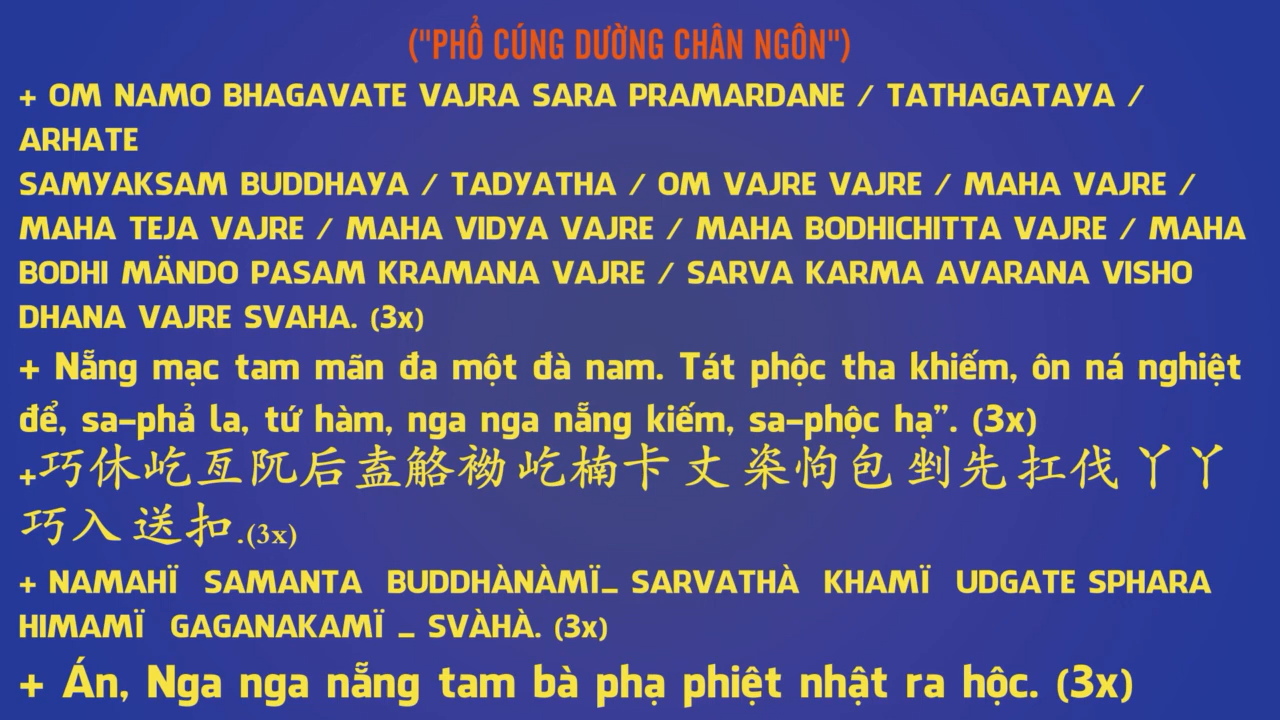 ("PHỔ CÚNG DƯỜNG CHÂN NGÔN")
+ OM NAMO BHAGAVATE VAJRA SARA PRAMARDANE / TATHAGATAYA /
ARHATE
SAMYAKSAM BUDDHAYA / TADYATHA / OM VAJRE VAJRE / MAHA VAJRE /
MAHA TEJA VAJRE / MAHA VIDYA VAJRE / MAHA BODHICHITTA VAJRE / MAHA
BODHI MÄNDO PASAM KRAMANA VAJRE / SARVA KARMA AVARANA VISHO
DHANA VAJRE SVAHA. (3x)
+ Nẵng mạc tam mãn đa một đà nam. Tát phộc tha khiếm, ôn ná nghiệt
để, sa-phả la, tứ hàm, nga nga nẵng kiếm, sa-phộc hạ”. (3x)
+巧休屹亙阢后盍觡袎屹楠卡丈 栥怐包 剉先 扛伐 丫丫
巧入 送扣.(3x)
+ NAMAHÏ SAMANTA BUDDHÀNÀMÏ_ SARVATHÀ KHAMÏ UDGATE SPHARA
HIMAMÏ GAGANAKAMÏ _ SVÀHÀ. (3x)
+ Án, Nga nga nẵng tam bà phạ phiệt nhật ra hộc. (3x)